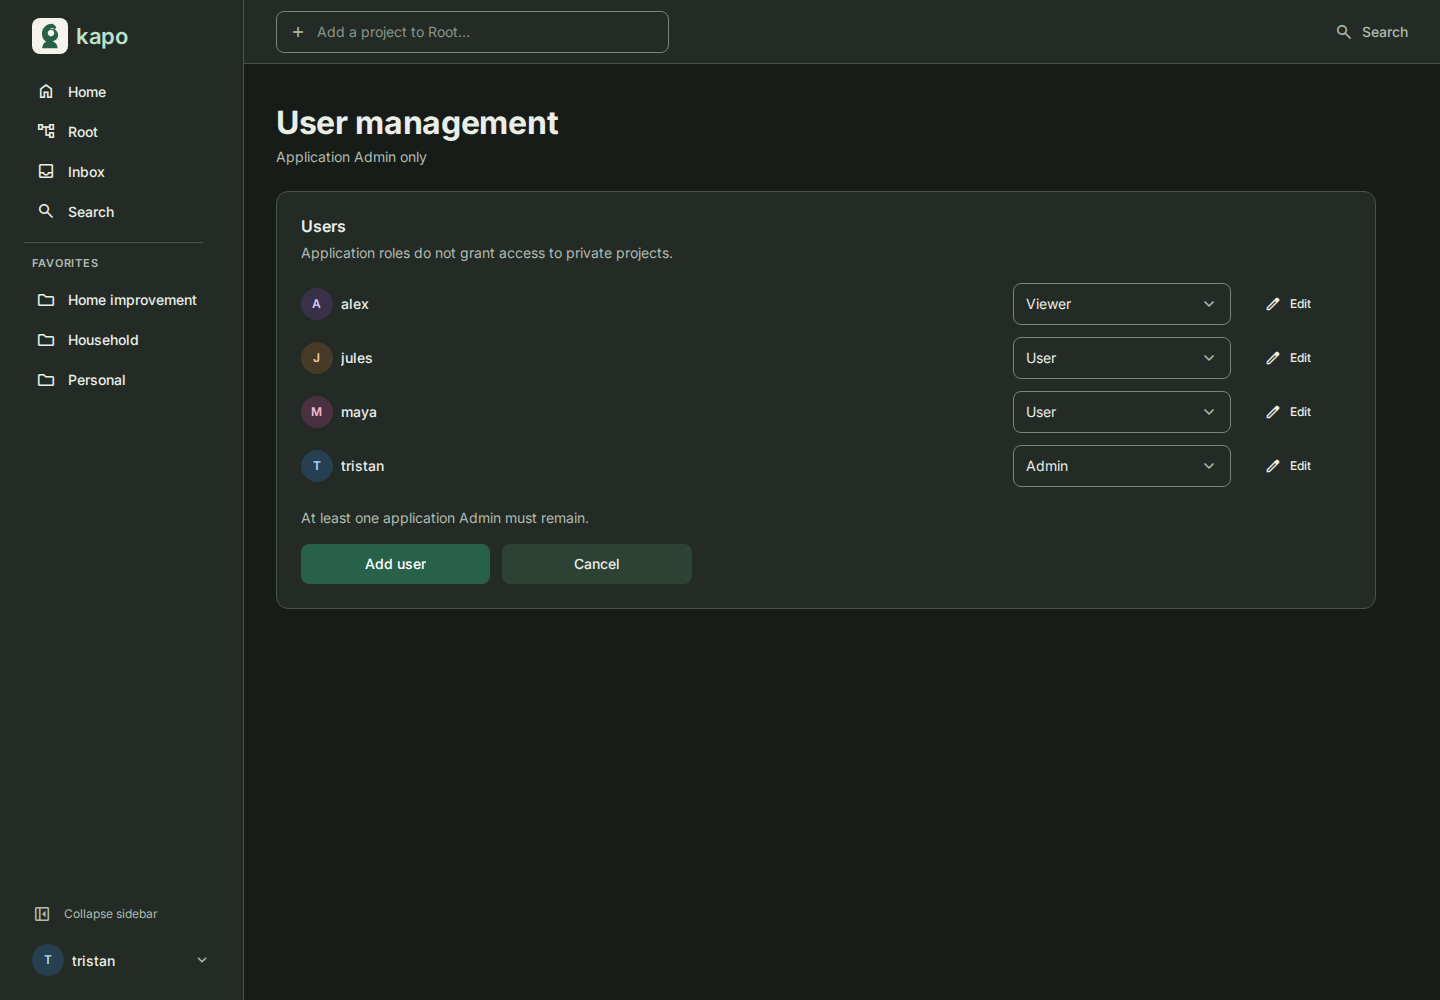 kapo
Home
Root
Inbox
Search
FAVORITES
Home improvement
Household
Personal
Collapse sidebar
T tristan
Add a project to Root...
Search
User management
Application Admin only
Users
Application roles do not grant access to private projects.
A alex Viewer Edit
J jules User Edit
M maya User Edit
T tristan Admin Edit
At least one application Admin must remain.
Add user Cancel